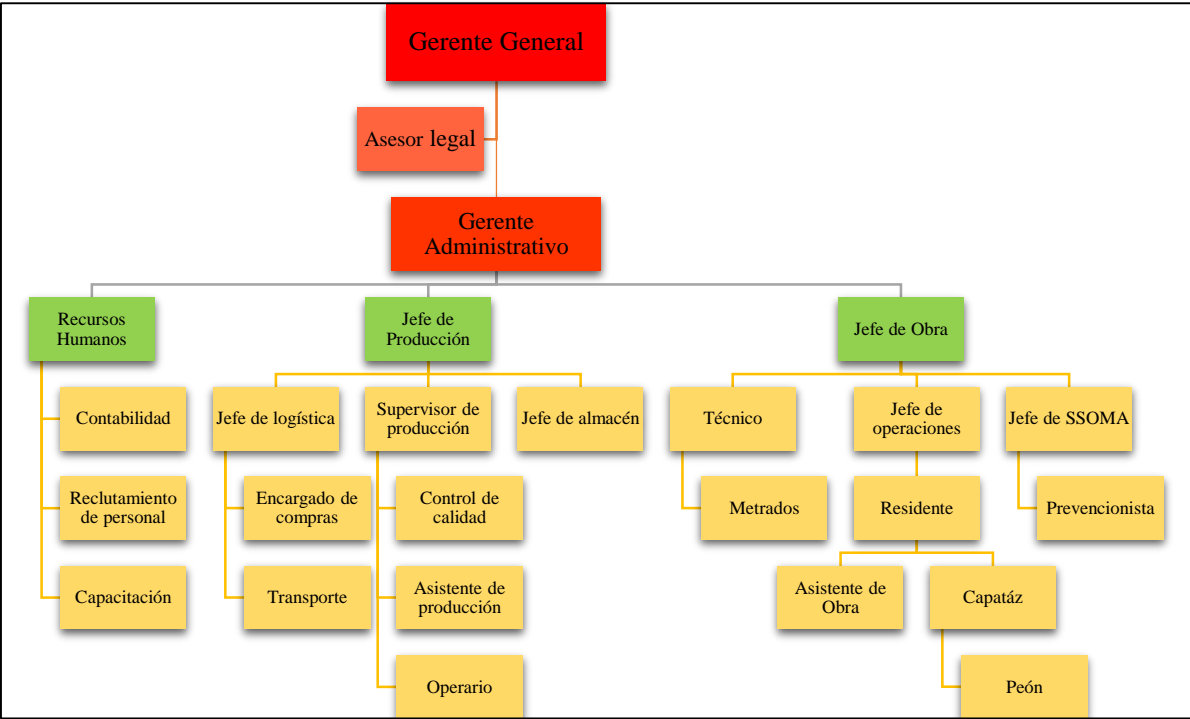 Gerente General
Asesor legal
Gerente
Administrativo
Recursos
Humanos
Jefe de
Producción
Jefe de Obra
Contabilidad
Jefe de logística
Supervisor de
producción
Jefe de almacén
Técnico
Jefe de
operaciones
Jefe de SSOMA
Reclutamiento
de personal
Encargado de
compras
Control de
calidad
Metrados
Residente
Prevencionista
Capacitación
Transporte
Asistente de
producción
Asistente de
Obra
Capatáz
Operario
Peón